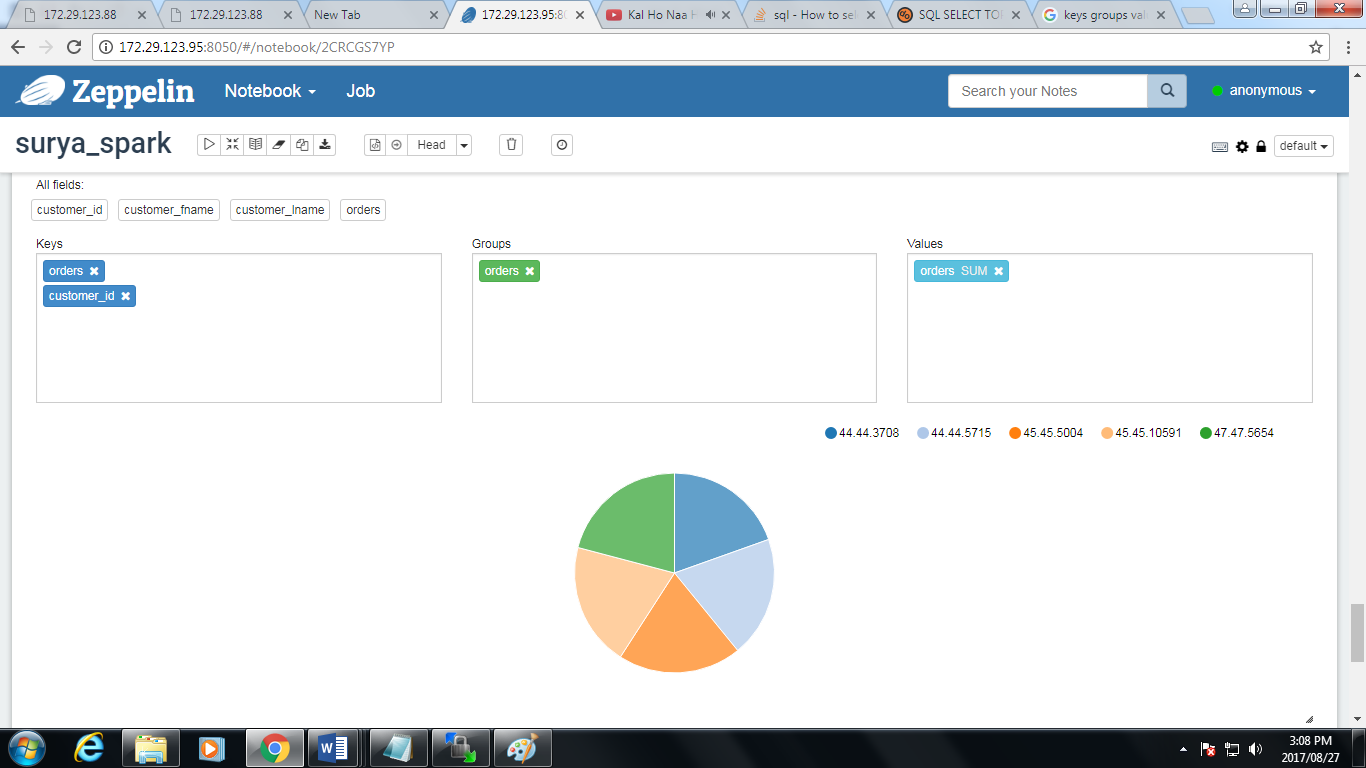 172.29.123.88
172.29.123.88
New Tab
172.29.123.95:80
Kal Ho Naa H
sql - How to sel
SQL SELECT TO
keys groups val
172.29.123.95:8050/#/notebook/2CRCGS7YP
Zeppelin Notebook Job Search your Notes anonymous
surya_spark Head default
All fields:
customer_id customer_fname customer_lname orders
Keys Groups Values
orders orders orders SUM
customer_id
44.44.3708 44.44.5715 45.45.5004 45.45.10591 47.47.5654
3:08 PM
2017/08/27